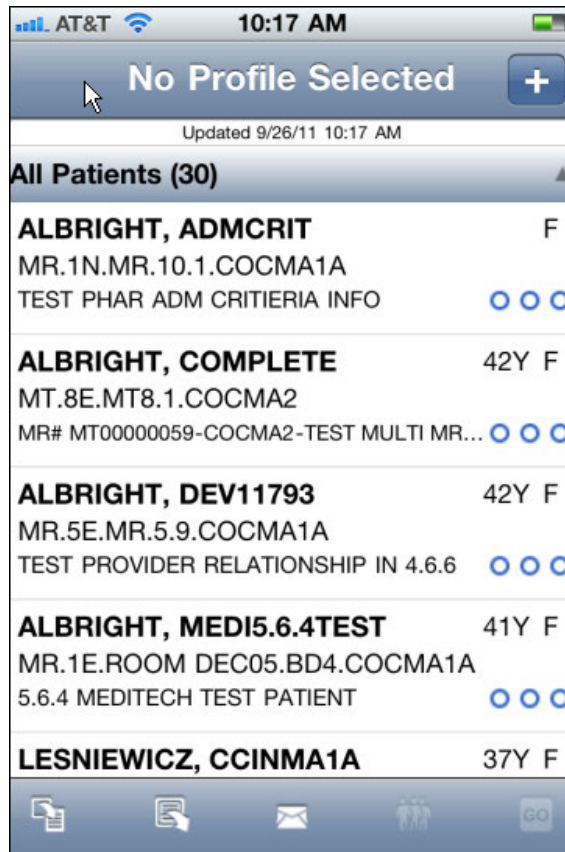 AT&T 10:17 AM
No Profile Selected +
Updated 9/26/11 10:17 AM
All Patients (30)
ALBRIGHT, ADMCRIT F
MR.1N.MR.10.1.COCMA1A
TEST PHAR ADM CRITIERIA INFO
ALBRIGHT, COMPLETE 42Y F
MT.8E.MT8.1.COCMA2
MR# MT00000059-COCMA2-TEST MULTI MR...
ALBRIGHT, DEV11793 42Y F
MR.5E.MR.5.9.COCMA1A
TEST PROVIDER RELATIONSHIP IN 4.6.6
ALBRIGHT, MEDI5.6.4TEST 41Y F
MR.1E.ROOM DEC05.BD4.COCMA1A
5.6.4 MEDITECH TEST PATIENT
LESNIEWICZ, CCINMA1A 37Y F
GO